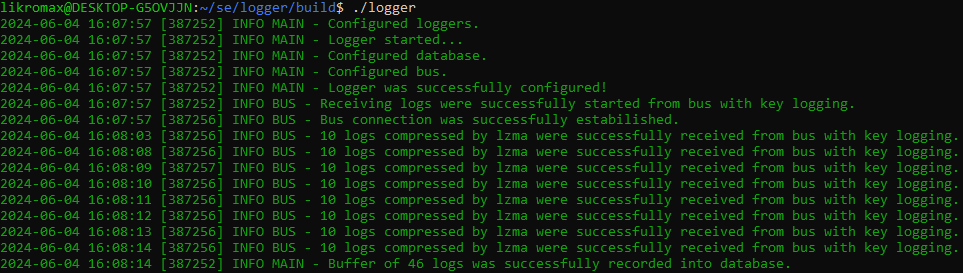 likromax@DESKTOP-G5OVJJN:~/se/logger/build$ ./logger
2024-06-04 16:07:57 [387252] INFO MAIN - Configured loggers.
2024-06-04 16:07:57 [387252] INFO MAIN - Logger started...
2024-06-04 16:07:57 [387252] INFO MAIN - Configured database.
2024-06-04 16:07:57 [387252] INFO MAIN - Configured bus.
2024-06-04 16:07:57 [387252] INFO MAIN - Logger was successfully configured!
2024-06-04 16:07:57 [387256] INFO BUS - Receiving logs were successfully started from bus with key logging.
2024-06-04 16:07:57 [387256] INFO BUS - Bus connection was successfully estabilished.
2024-06-04 16:08:03 [387256] INFO BUS - 10 logs compressed by lzma were successfully received from bus with key logging.
2024-06-04 16:08:08 [387256] INFO BUS - 10 logs compressed by lzma were successfully received from bus with key logging.
2024-06-04 16:08:09 [387257] INFO BUS - 10 logs compressed by lzma were successfully received from bus with key logging.
2024-06-04 16:08:10 [387256] INFO BUS - 10 logs compressed by lzma were successfully received from bus with key logging.
2024-06-04 16:08:11 [387256] INFO BUS - 10 logs compressed by lzma were successfully received from bus with key logging.
2024-06-04 16:08:12 [387256] INFO BUS - 10 logs compressed by lzma were successfully received from bus with key logging.
2024-06-04 16:08:13 [387256] INFO BUS - 10 logs compressed by lzma were successfully received from bus with key logging.
2024-06-04 16:08:14 [387256] INFO BUS - 10 logs compressed by lzma were successfully received from bus with key logging.
2024-06-04 16:08:14 [387252] INFO MAIN - Buffer of 46 logs was successfully recorded into database.